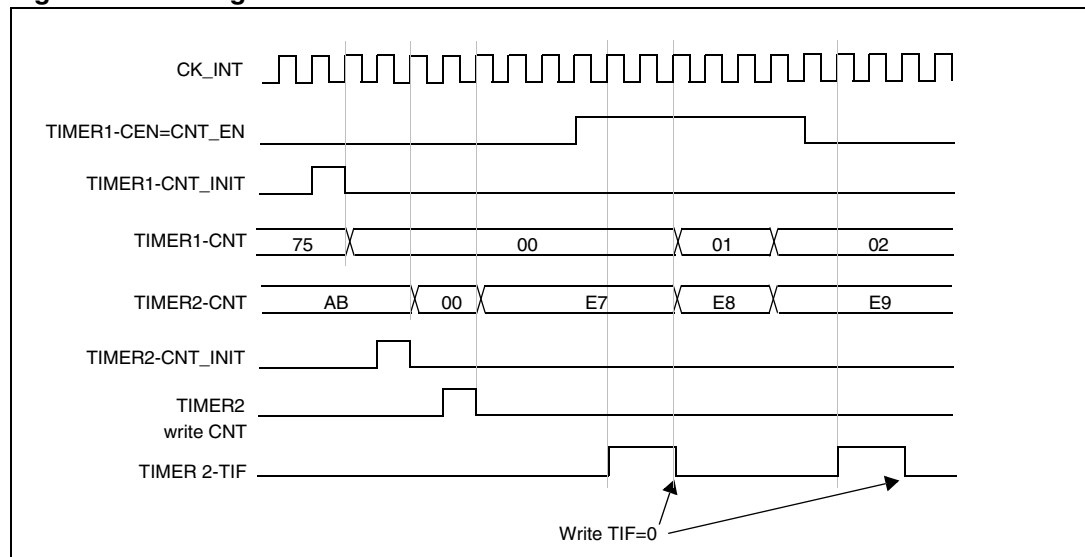 CK_INT
TIMER1-CEN=CNT_EN
TIMER1-CNT_INIT
TIMER1-CNT 75 00 01 02
TIMER2-CNT AB 00 E7 E8 E9
TIMER2-CNT_INIT
TIMER2
write CNT
TIMER 2-TIF
Write TIF=0